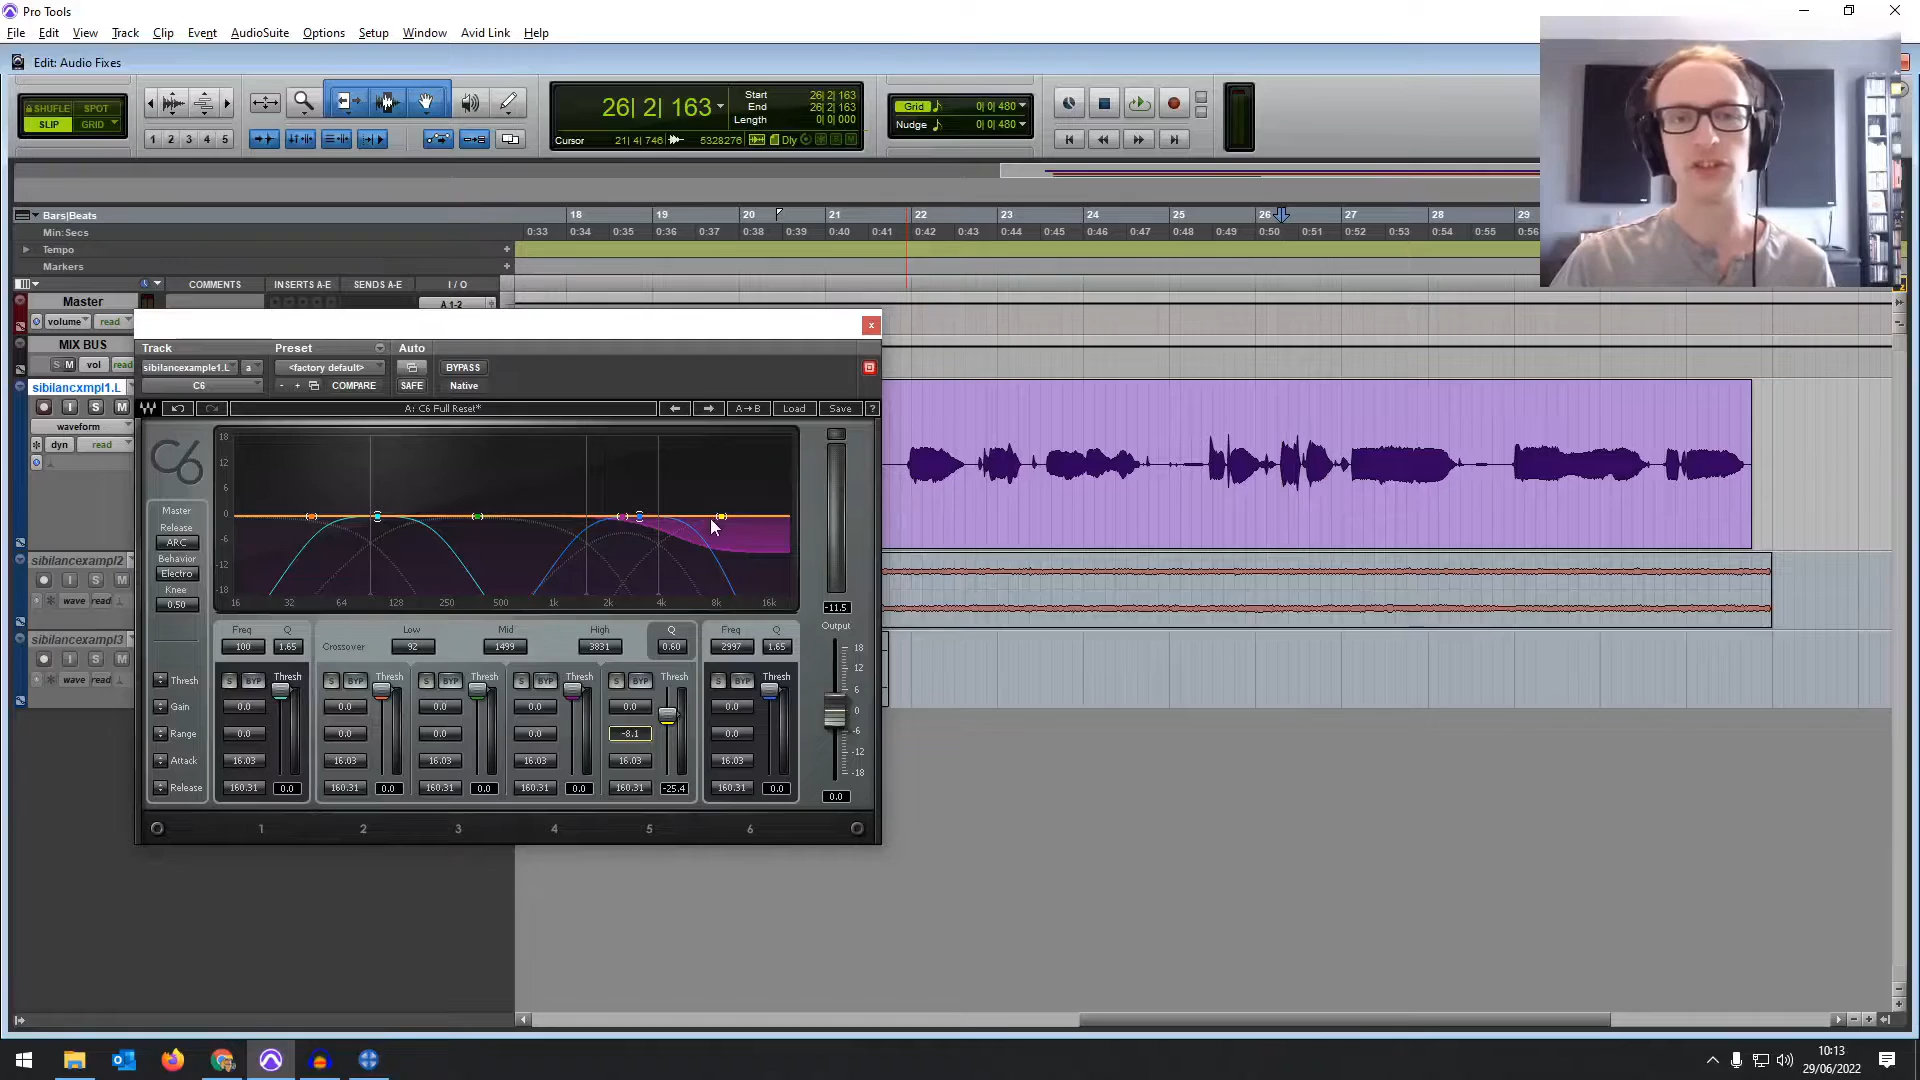 Pro Tools
File Edit View Track Clip Event AudioSuite Options Setup Window Avid Link Help
Edit: Audio Fixes
SHUFFLE SPOT
SLIP GRID
1 2 3 4 5
26| 2| 163
Start 26| 2| 163
End 26| 2| 163
Length 0| 0| 000
Cursor 21| 4| 746 5328276 Dly
Grid 0| 0| 480
Nudge 0| 0| 480
Bars|Beats 18 19 20 21 22 23 24 25 26 27 28 29
Min:Secs 0:33 0:34 0:35 0:36 0:37 0:38 0:39 0:40 0:41 0:42 0:43 0:44 0:45 0:46 0:47 0:48 0:49 0:50 0:51 0:52 0:53 0:54 0:55 0:56
Tempo
Markers
COMMENTS INSERTS A-E SENDS A-E I / O
Master
A 1-2
volume read
MIX BUS
S M vol read
sibilancxmpl1.L
I S M
waveform
dyn read
sibilancexampl2
I S M
wave read
sibilancexampl3
I S M
wave read
Track Preset Auto
sibilancexample1.L a <factory default> BYPASS
C6 - + COMPARE SAFE Native
A: C6 Full Reset* A→B Load Save ?
C6
18
12
6
0
-6
-12
-18
16 32 64 128 250 500 1k 2k 4k 8k 16k
Master
Release
ARC
Behavior
Electro
Knee
0.50
-11.5
Output
Freq Q Low Mid High Q Freq Q
100 1.65 Crossover 92 1499 3831 0.60 2997 1.65
Thresh S BYP Thresh S BYP Thresh S BYP Thresh S BYP Thresh S BYP Thresh S BYP Thresh
Gain 0.0 0.0 0.0 0.0 0.0 0.0
Range 0.0 0.0 0.0 0.0 -8.1 0.0
Attack 16.03 16.03 16.03 16.03 16.03 16.03
Release 160.31 0.0 160.31 0.0 160.31 0.0 160.31 0.0 160.31 -25.4 160.31 0.0
18
12
6
0
-6
-12
-18
0.0
1 2 3 4 5 6
10:13
29/06/2022